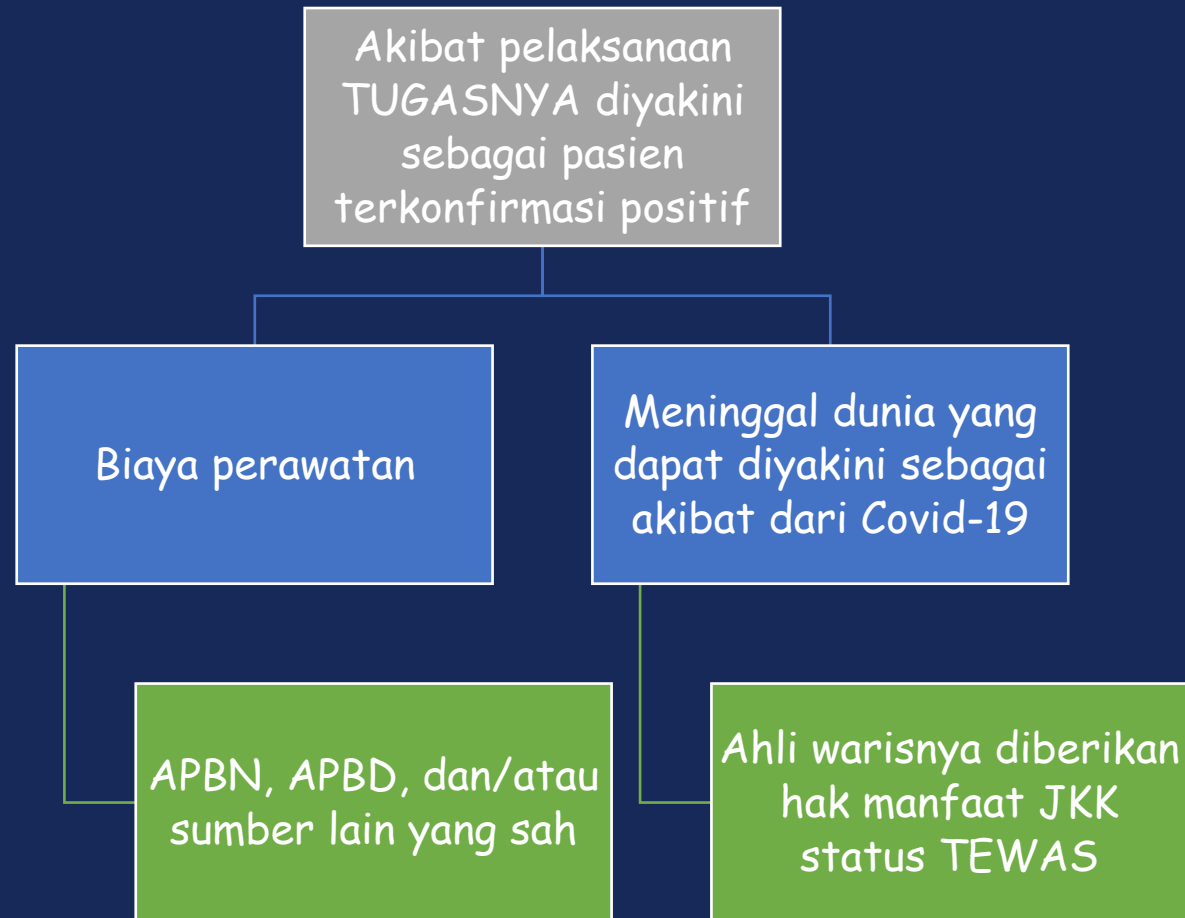 Akibat pelaksanaan
TUGASNYA diyakini
sebagai pasien
terkonfirmasi positif
Biaya perawatan
Meninggal dunia yang
dapat diyakini sebagai
akibat dari Covid-19
APBN, APBD, dan/atau
sumber lain yang sah
Ahli warisnya diberikan
hak manfaat JKK
status TEWAS